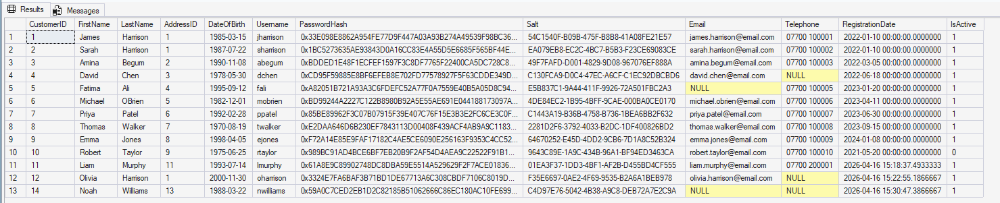 Results Messages
CustomerID FirstName LastName AddressID DateOfBirth Username PasswordHash Salt Email Telephone RegistrationDate IsActive
1 1 James Harrison 1 1985-03-15 jharrison 0x33E098E8862A954FE77D9F447A03A93B274A49539F98BC36... 54C1540F-B09B-475F-B8B8-41A08FE21E57 james.harrison@email.com 07700 100001 2022-01-10 00:00:00.0000000 1
2 2 Sarah Harrison 1 1987-07-22 sharrison 0x1BC5273635AE93843D0A16CC83E4A55D5E6685F565BF44E... EA079EB8-EC2C-4BC7-B5B3-F23CE69083CE sarah.harrison@email.com 07700 100002 2022-01-10 00:00:00.0000000 1
3 3 Amina Begum 2 1990-11-08 abegum 0xBDDED1E48F1ECFEF1597F3C8DF7765F22400CA5DC728C8... 49F7FAFD-D001-4829-9D08-967076EF888A amina.begum@email.com 07700 100003 2022-03-05 00:00:00.0000000 1
4 4 David Chen 3 1978-05-30 dchen 0xCD95F59885E8BF6EFEB8E702FD77578927F5F63CDDE349D... C130FCA9-D0C4-47EC-A6CF-C1EC92DBCBD6 david.chen@email.com NULL 2022-06-18 00:00:00.0000000 1
5 5 Fatima Ali 4 1995-09-12 fali 0xA82051B721A93A3C6FDEFC52A77F0A7559E40B5A05D8C94... E5B837C1-9A44-411F-9926-72A501FBC2A3 NULL 07700 100005 2023-01-20 00:00:00.0000000 1
6 6 Michael OBrien 5 1982-12-01 mobrien 0xBD99244A2227C122B8980B92A5E55AE691E044188173097A... 4DE84EC2-1B95-4BFF-9CAE-000BA0CE0170 michael.obrien@email.com 07700 100006 2023-04-11 00:00:00.0000000 1
7 7 Priya Patel 6 1992-02-28 ppatel 0x85BE89962F3C07B07915F39E407C76F15E3B3E2FC6CE3C0F... C1443A19-B36B-4758-B736-1BEA6BB2F632 priya.patel@email.com 07700 100007 2023-06-30 00:00:00.0000000 1
8 8 Thomas Walker 7 1970-08-19 twalker 0xE2DAA646D6B230EF7843113D00408F439ACF4AB9A9C1183... 2281D2F6-3792-4033-B2DC-1DF400826BD2 thomas.walker@email.com 07700 100008 2023-09-15 00:00:00.0000000 1
9 9 Emma Jones 8 1998-04-05 ejones 0xF72A14E85E9FAF17182C4AE5CE6090E256163F9353C4CC52... 64670252-E45D-4DD2-9CB6-7D1A8C52B324 emma.jones@email.com 07700 100009 2024-01-08 00:00:00.0000000 1
10 10 Robert Taylor 9 1975-06-25 rtaylor 0x989BC91AD4BCE6BF7EB20B9F2AF54D4AEA9C22522F91B1... 9643C89E-1A9C-434B-96A1-BF94ED3463CA robert.taylor@email.com 07700 100010 2021-05-20 00:00:00.0000000 0
11 11 Liam Murphy 11 1993-07-14 lmurphy 0x61A8E9C89902748DC8DBA59E5514A529629F2F7ACE01836... 01EA3F37-1DD3-4BF1-AF2B-D455BD4CF555 liam.murphy@email.com 07700 200001 2026-04-16 15:18:37.4933333 1
12 12 Olivia Harrison 1 2000-11-30 oharrison 0x3324E7FA6BAF3B71BD1DE67713A6C308CBDF7106C8019D... F35E6697-0AE2-4F69-9535-B2A6A1BEB978 olivia.harrison@email.com NULL 2026-04-16 15:22:55.1866667 1
13 14 Noah Williams 13 1988-03-22 nwilliams 0x59A0C7CED2EB1D2C82185B51062666C86EC180AC10FE699... C4D97E76-5042-4B38-A9C8-DEB72A7E2C9A NULL NULL 2026-04-16 15:30:47.3866667 1